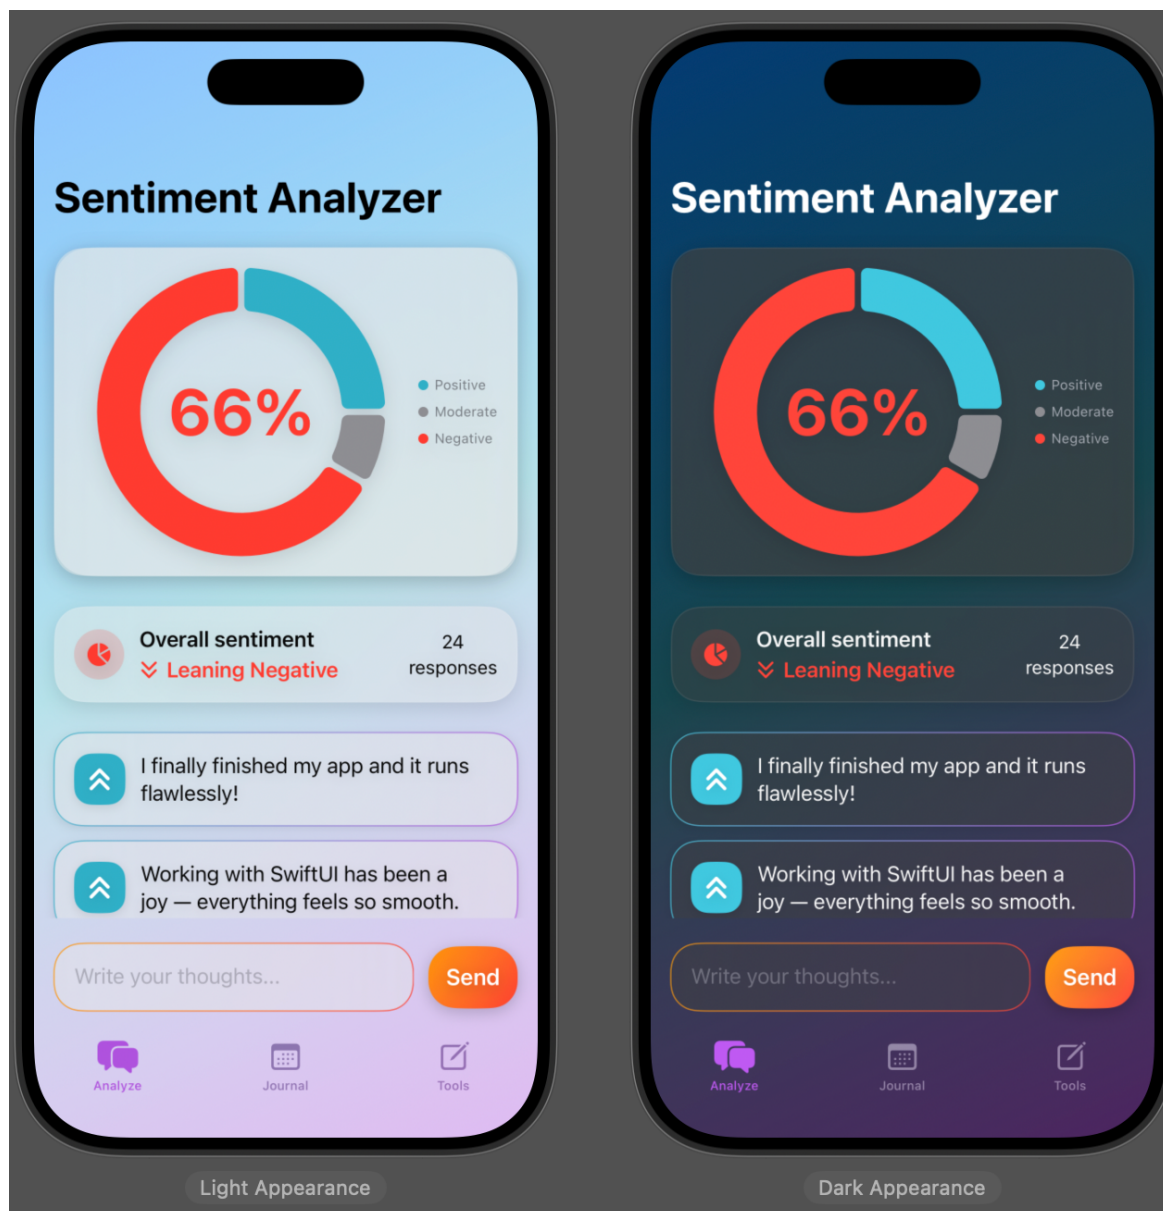 Sentiment Analyzer
66%
Positive
Moderate
Negative
Overall sentiment
Leaning Negative
24
responses
I finally finished my app and it runs
flawlessly!
Working with SwiftUI has been a
joy — everything feels so smooth.
Write your thoughts...
Send
Analyze
Journal
Tools
Light Appearance
Sentiment Analyzer
66%
Positive
Moderate
Negative
Overall sentiment
Leaning Negative
24
responses
I finally finished my app and it runs
flawlessly!
Working with SwiftUI has been a
joy — everything feels so smooth.
Write your thoughts...
Send
Analyze
Journal
Tools
Dark Appearance